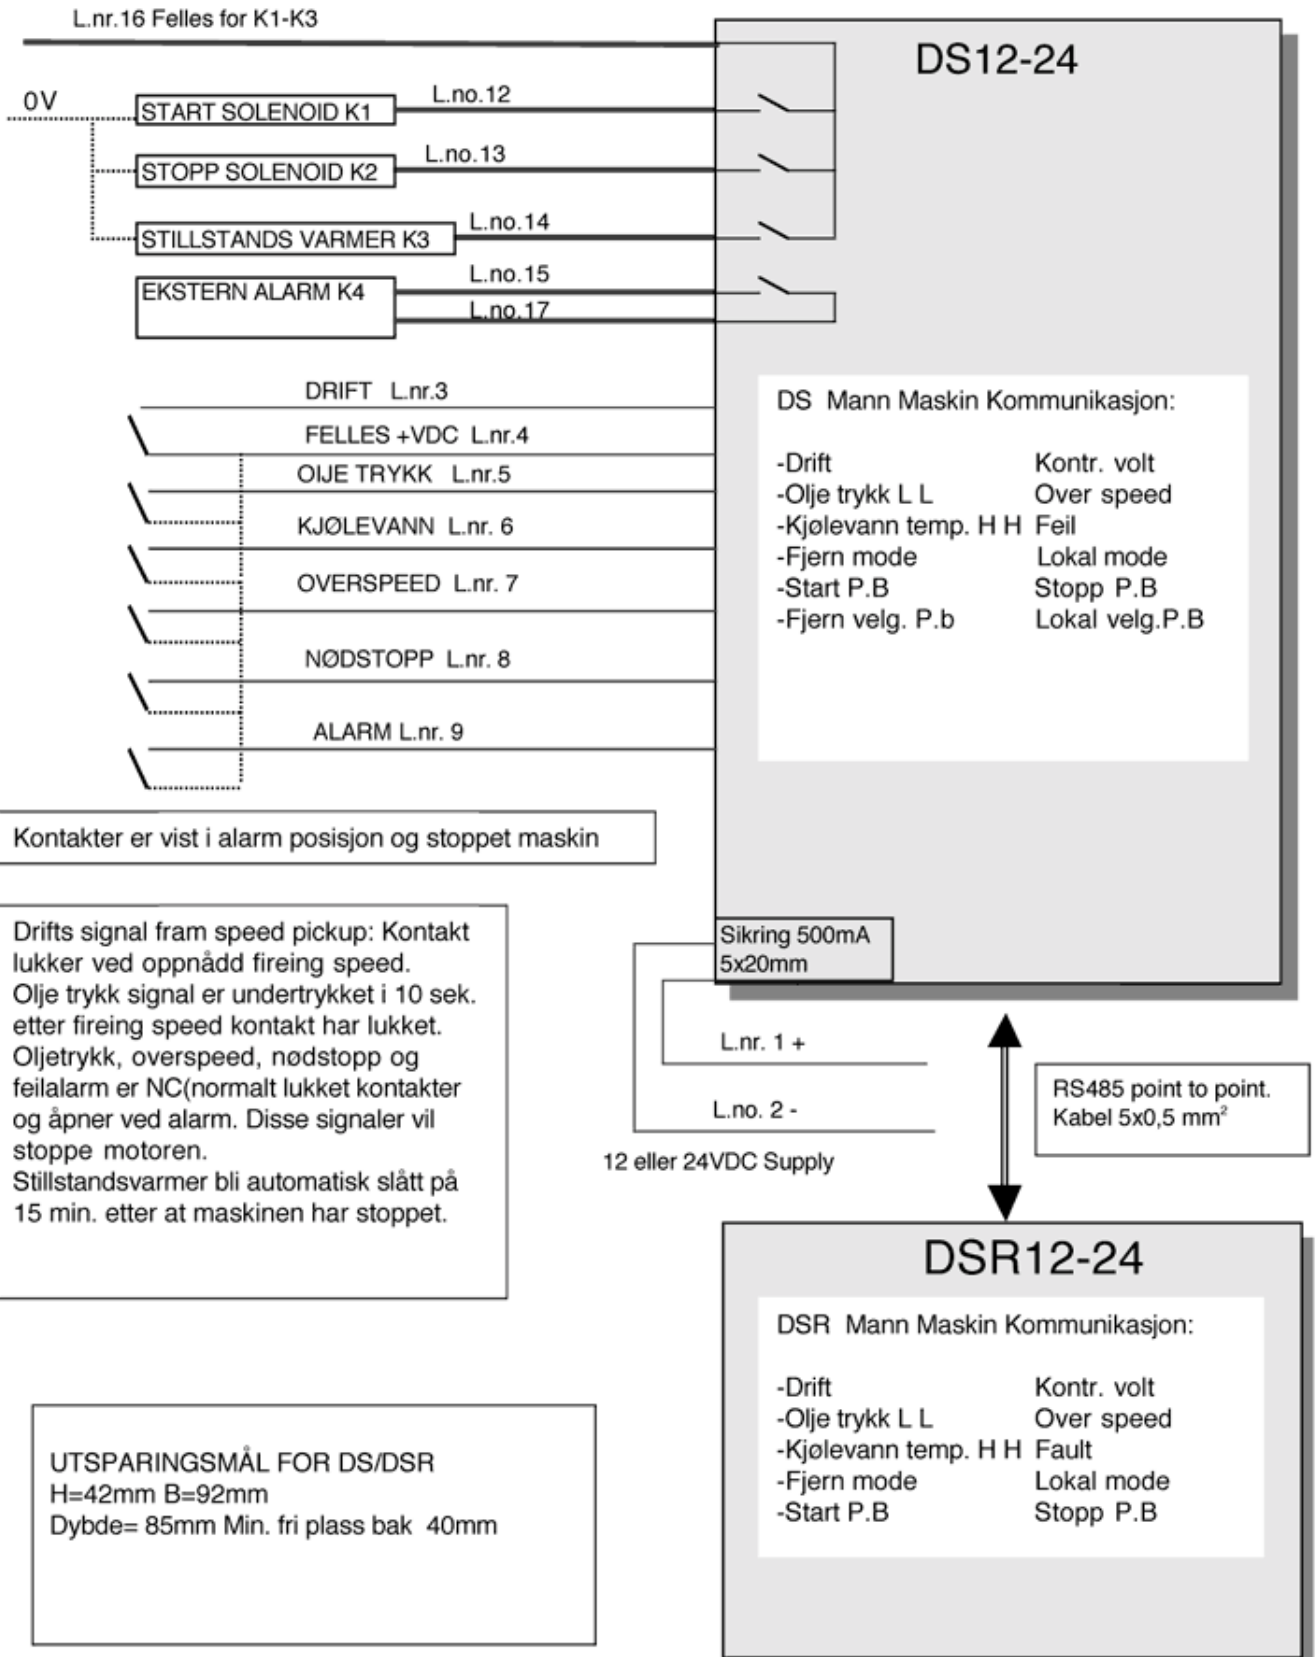 L.nr.16 Felles for K1-K3
DS12-24
0V
START SOLENOID K1
L.no.12
STOPP SOLENOID K2
L.no.13
STILLSTANDS VARMER K3
L.no.14
EKSTERN ALARM K4
L.no.15
L.no.17
DRIFT L.nr.3
FELLES +VDC L.nr.4
OIJE TRYKK L.nr.5
KJØLEVANN L.nr. 6
OVERSPEED L.nr. 7
NØDSTOPP L.nr. 8
ALARM L.nr. 9
DS Mann Maskin Kommunikasjon:
-Drift Kontr. volt
-Olje trykk L L Over speed
-Kjølevann temp. H H Feil
-Fjern mode Lokal mode
-Start P.B Stopp P.B
-Fjern velg. P.b Lokal velg.P.B
Kontakter er vist i alarm posisjon og stoppet maskin
Drifts signal fram speed pickup: Kontakt
lukker ved oppnådd fireing speed.
Olje trykk signal er undertrykket i 10 sek.
etter fireing speed kontakt har lukket.
Oljetrykk, overspeed, nødstopp og
feilalarm er NC(normalt lukket kontakter
og åpner ved alarm. Disse signaler vil
stoppe motoren.
Stillstandsvarmer bli automatisk slått på
15 min. etter at maskinen har stoppet.
Sikring 500mA
5x20mm
L.nr. 1 +
L.no. 2 -
12 eller 24VDC Supply
RS485 point to point.
Kabel 5x0,5 mm²
DSR12-24
DSR Mann Maskin Kommunikasjon:
-Drift Kontr. volt
-Olje trykk L L Over speed
-Kjølevann temp. H H Fault
-Fjern mode Lokal mode
-Start P.B Stopp P.B
UTSPARINGSMÅL FOR DS/DSR
H=42mm B=92mm
Dybde= 85mm Min. fri plass bak 40mm